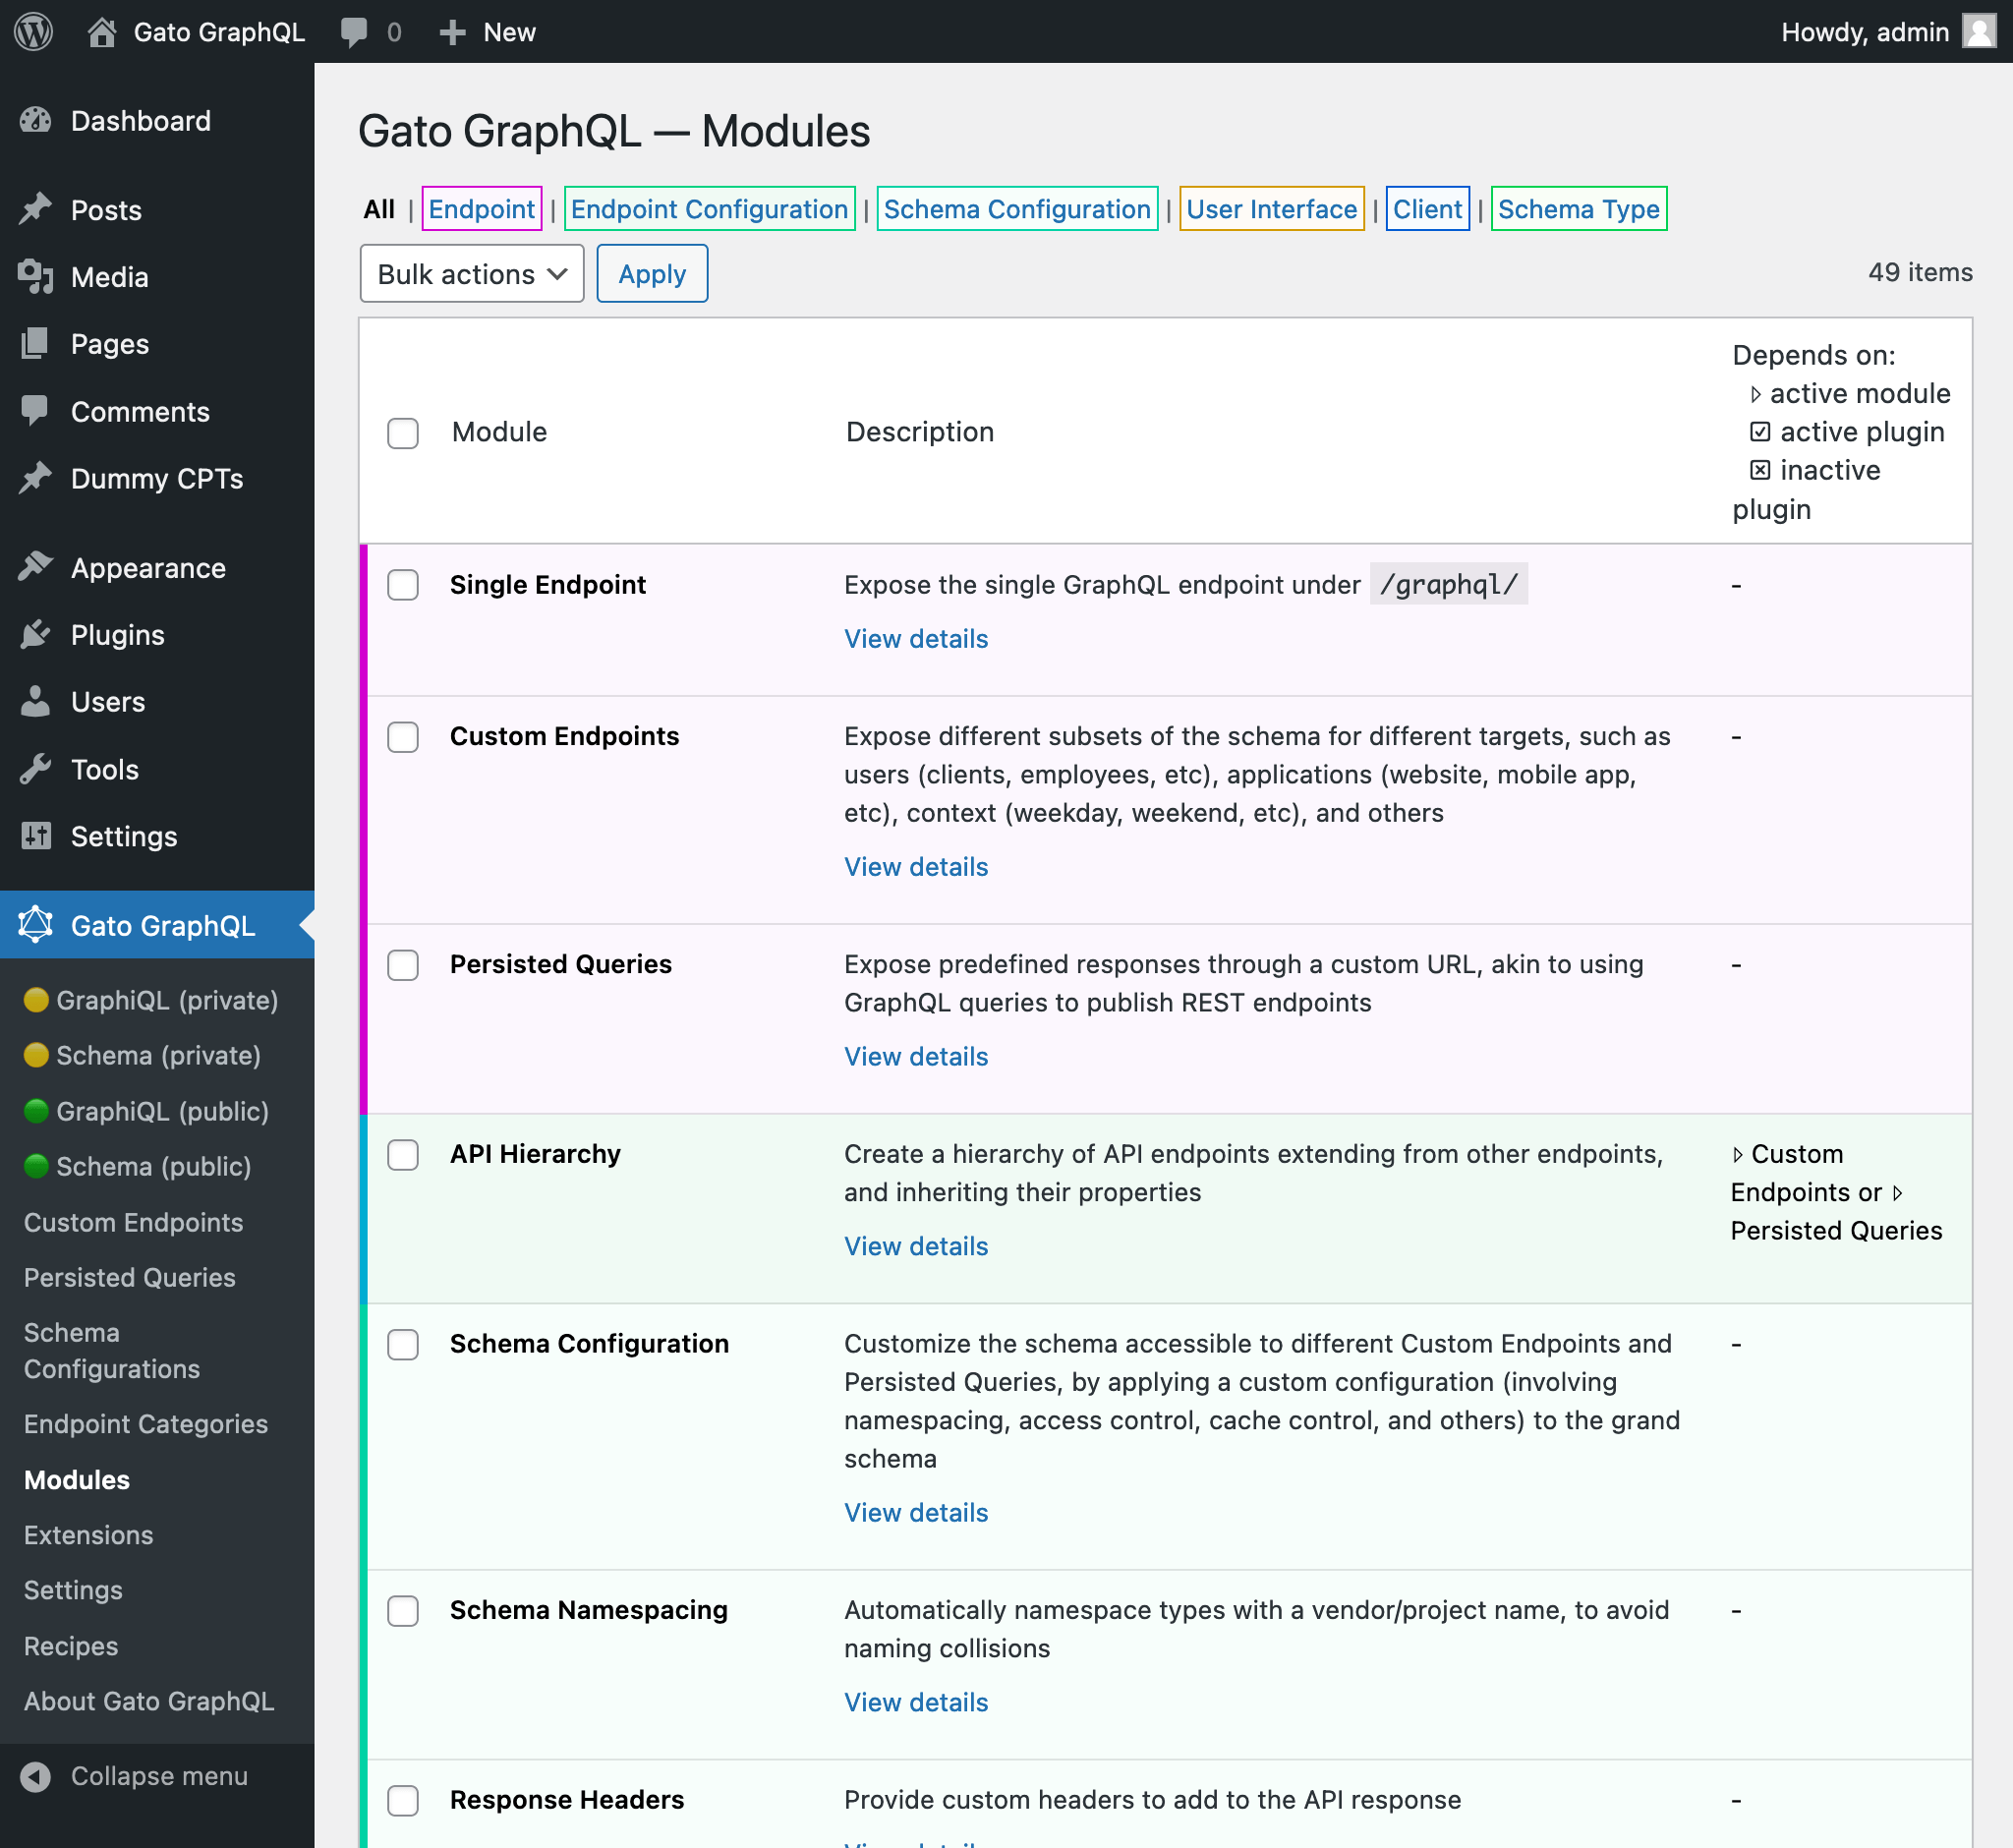 Gato GraphQL 0 New Howdy, admin
Dashboard
Posts
Media
Pages
Comments
Dummy CPTs
Appearance
Plugins
Users
Tools
Settings
Gato GraphQL
GraphiQL (private)
Schema (private)
GraphiQL (public)
Schema (public)
Custom Endpoints
Persisted Queries
Schema
Configurations
Endpoint Categories
Modules
Extensions
Settings
Recipes
About Gato GraphQL
Collapse menu
Gato GraphQL — Modules
All | Endpoint | Endpoint Configuration | Schema Configuration | User Interface | Client | Schema Type
Bulk actions Apply 49 items
Module Description
Depends on:
▹ active module
☑ active plugin
☒ inactive
plugin
Single Endpoint
Expose the single GraphQL endpoint under /graphql/
View details
-
Custom Endpoints
Expose different subsets of the schema for different targets, such as
users (clients, employees, etc), applications (website, mobile app,
etc), context (weekday, weekend, etc), and others
View details
-
Persisted Queries
Expose predefined responses through a custom URL, akin to using
GraphQL queries to publish REST endpoints
View details
-
API Hierarchy
Create a hierarchy of API endpoints extending from other endpoints,
and inheriting their properties
View details
▹ Custom
Endpoints or ▹
Persisted Queries
Schema Configuration
Customize the schema accessible to different Custom Endpoints and
Persisted Queries, by applying a custom configuration (involving
namespacing, access control, cache control, and others) to the grand
schema
View details
-
Schema Namespacing
Automatically namespace types with a vendor/project name, to avoid
naming collisions
View details
-
Response Headers
Provide custom headers to add to the API response
-